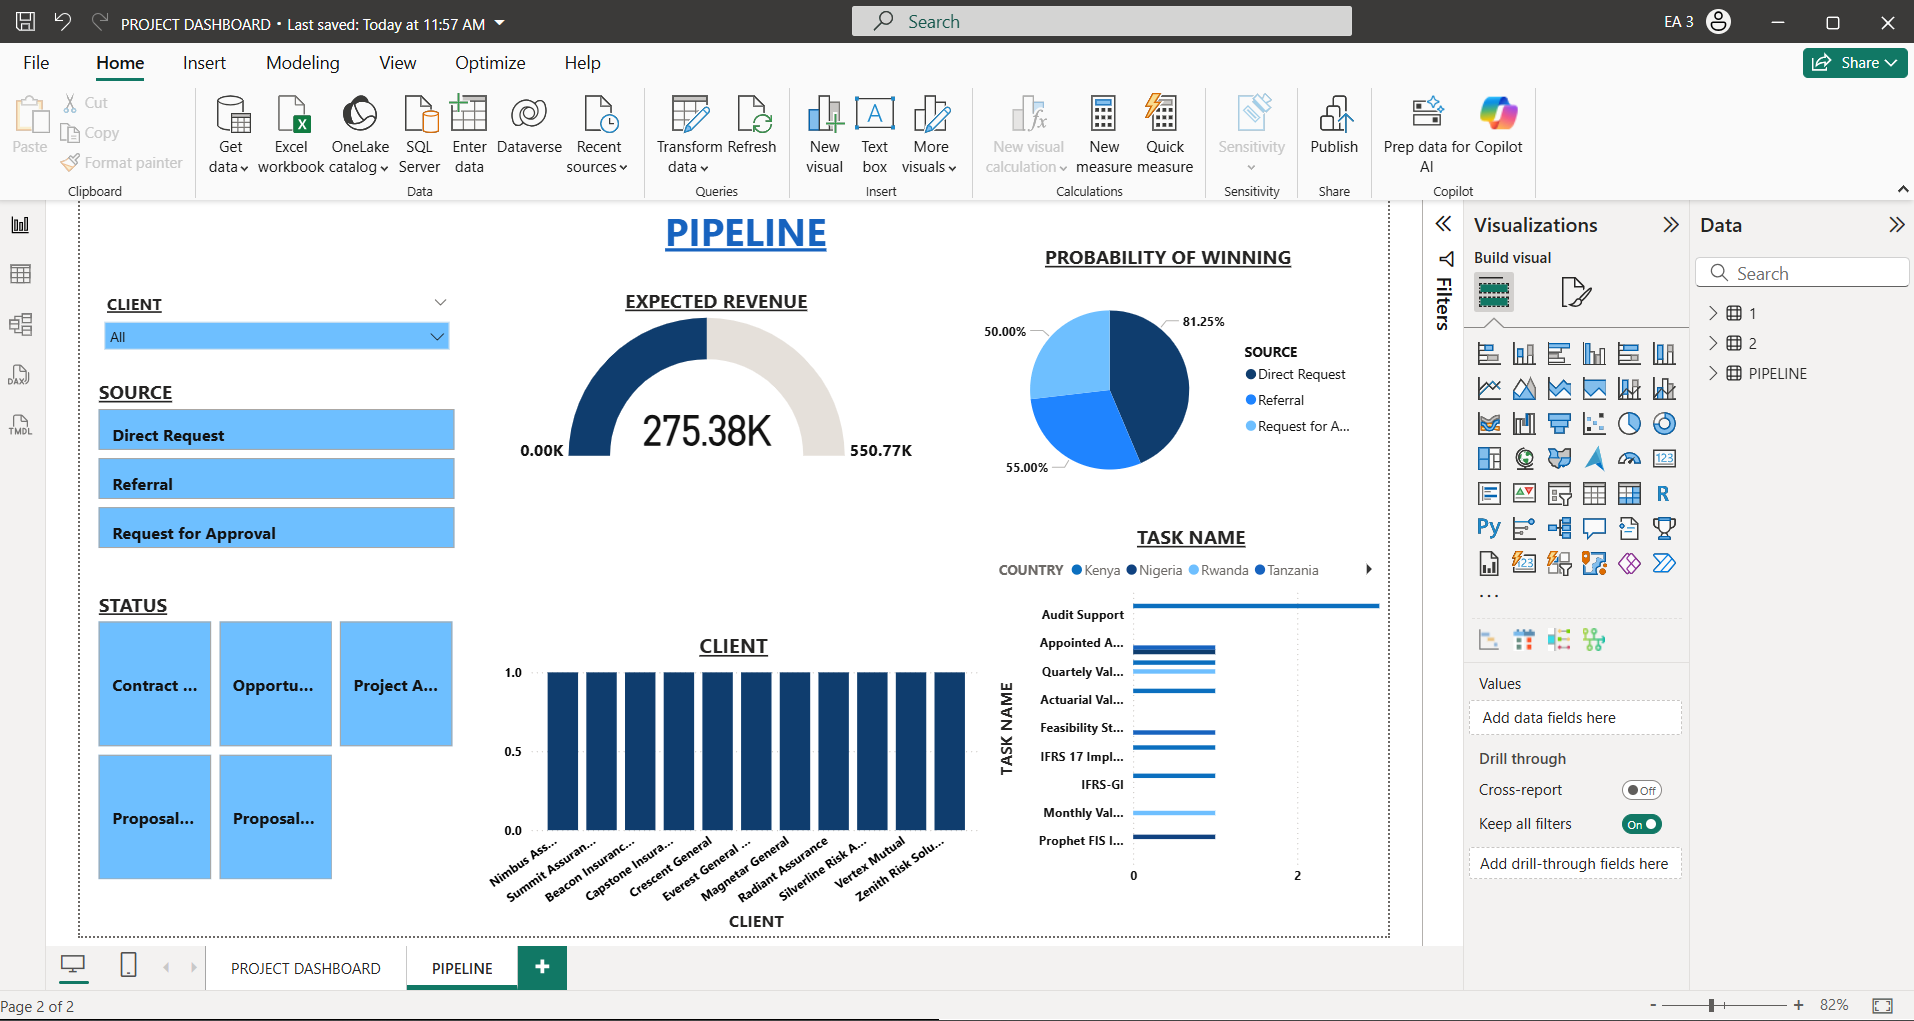 PROJECT DASHBOARD • Last saved: Today at 11:57 AM
Search
EA 3
File Home Insert Modeling View Optimize Help
Share
Paste
Cut
Copy
Format painter
Clipboard
Get data
Excel workbook
OneLake catalog
SQL Server
Enter data
Dataverse
Recent sources
Data
Transform data
Refresh
Queries
New visual
Text box
More visuals
Insert
New visual calculation
New measure
Quick measure
Calculations
Sensitivity
Sensitivity
Publish
Share
Prep data for AI
Copilot
Copilot
PIPELINE
CLIENT
All
SOURCE
Direct Request
Referral
Request for Approval
STATUS
Contract ...
Opportu...
Project A...
Proposal...
Proposal...
EXPECTED REVENUE
275.38K
0.00K
550.77K
PROBABILITY OF WINNING
50.00%
81.25%
55.00%
SOURCE
Direct Request
Referral
Request for A...
CLIENT
1.0
0.5
0.0
Nimbus Ass...
Summit Assuran...
Beacon Insuranc...
Capstone Insura...
Crescent General
Everest General ...
Magnetar General
Radiant Assurance
Silverline Risk A...
Vertex Mutual
Zenith Risk Solu...
CLIENT
TASK NAME
COUNTRY Kenya Nigeria Rwanda Tanzania
TASK NAME
Audit Support
Appointed A...
Quartely Val...
Actuarial Val...
Feasibility St...
IFRS 17 Impl...
IFRS-GI
Monthly Val...
Prophet FIS I...
0
2
Filters
Visualizations
Build visual
123
R
Py
123
...
Values
Add data fields here
Drill through
Cross-report
Off
Keep all filters
On
Add drill-through fields here
Data
Search
1
2
PIPELINE
DAX
TMDL
PROJECT DASHBOARD
PIPELINE
+
Page 2 of 2
- + 82%